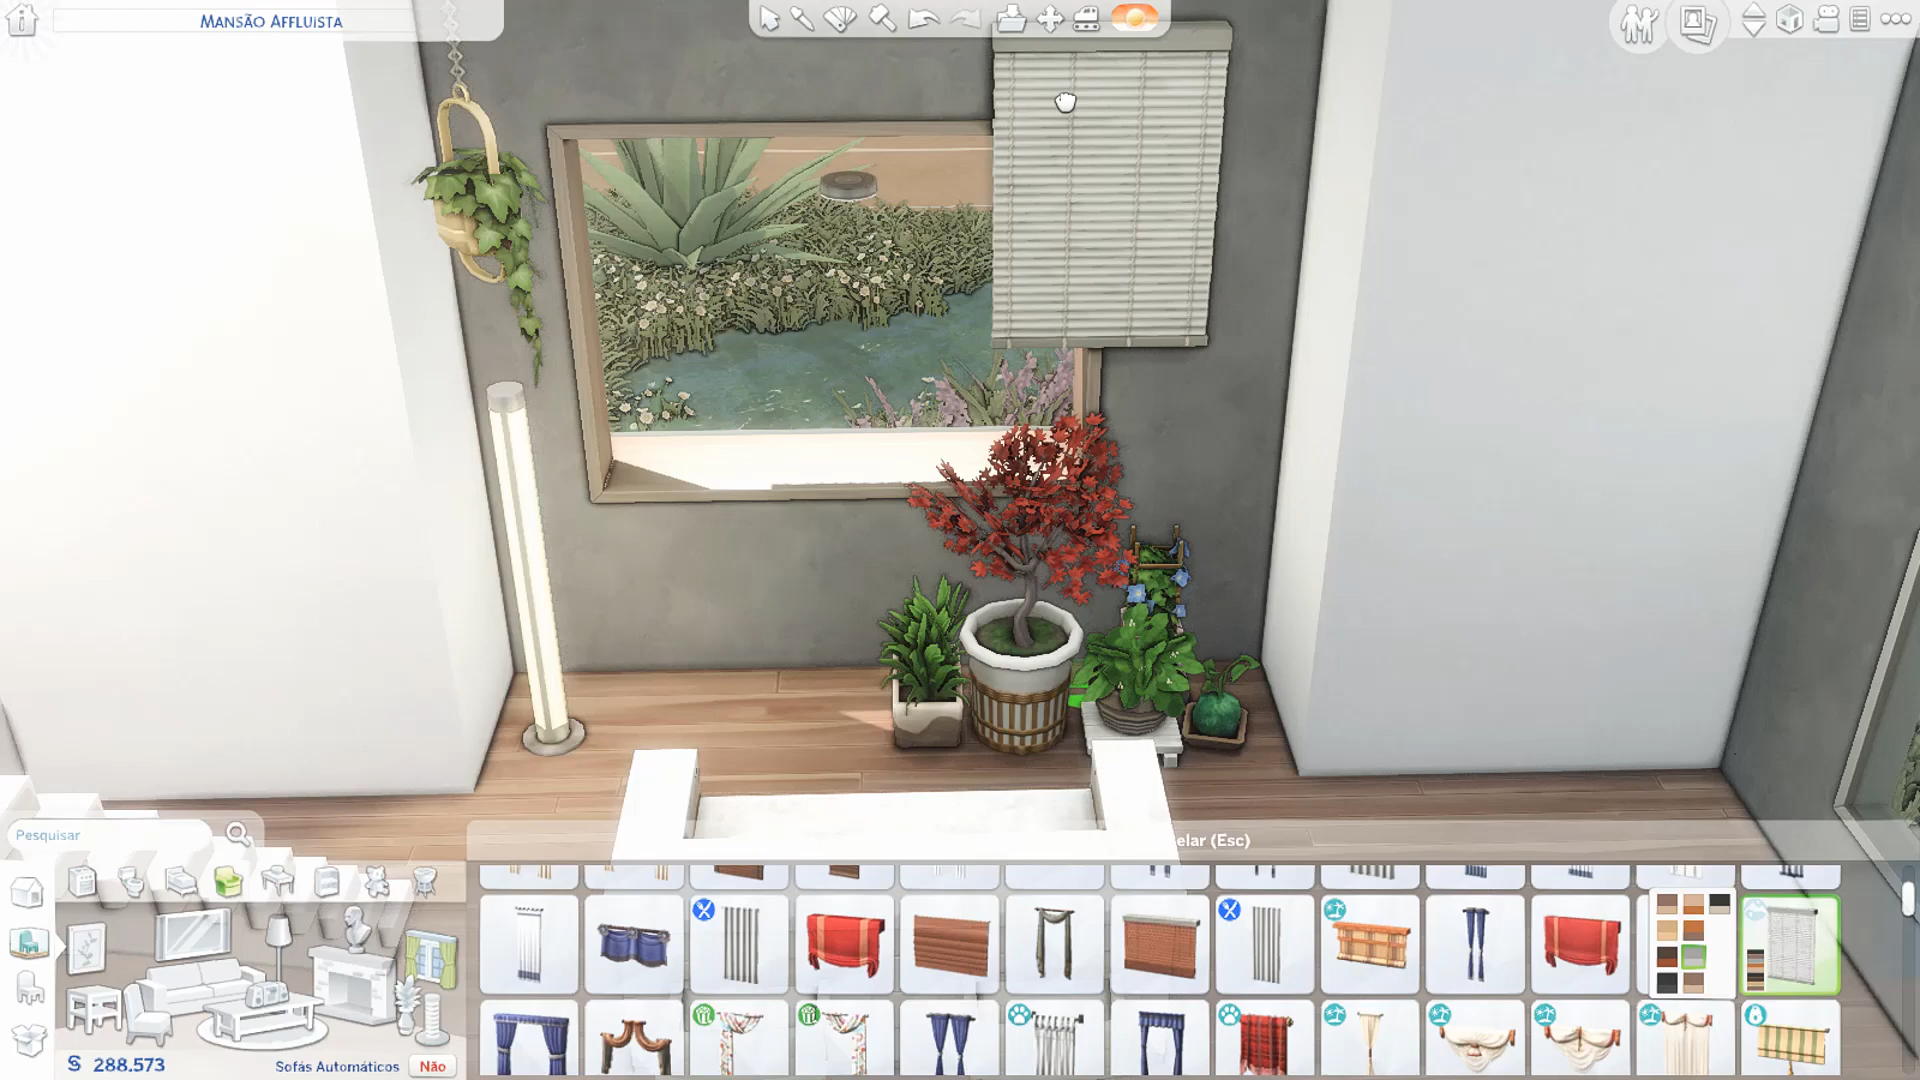 MANSÃO AFFLUISTA
Pesquisar
elar (Esc)
S 288.573
Sofás Automáticos
Não